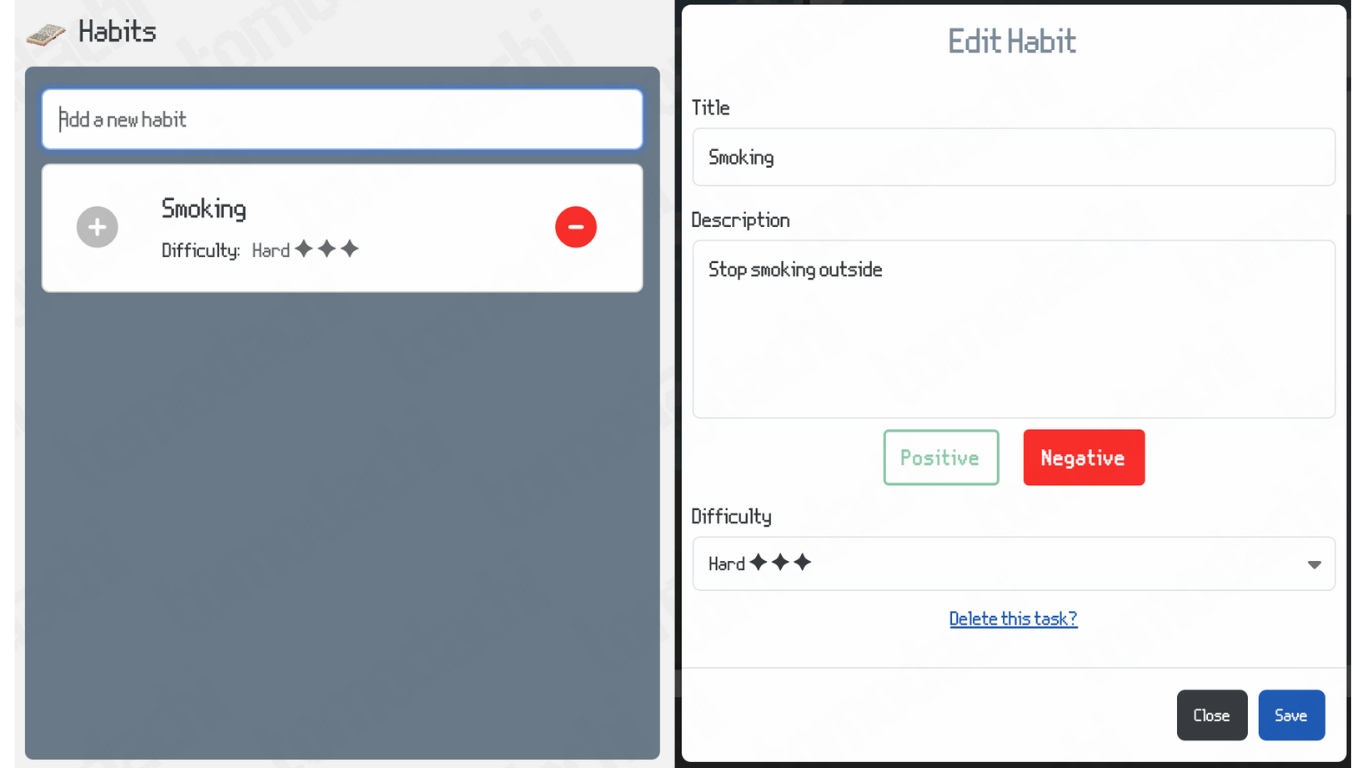 Habits
Add a new habit
Smoking
Difficulty: Hard ✦✦✦
Edit Habit
Title
Smoking
Description
Stop smoking outside
Positive
Negative
Difficulty
Hard ✦✦✦
Delete this task?
Close
Save